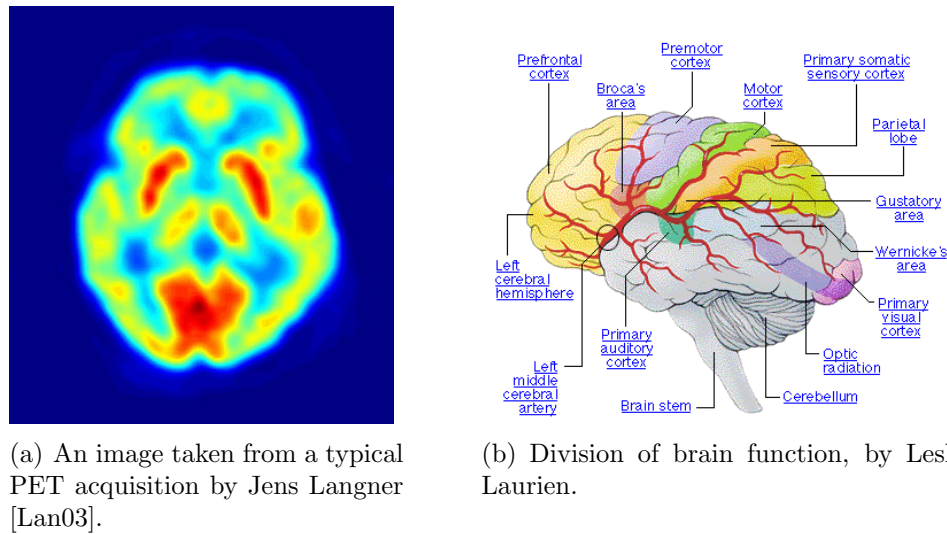 Prefrontal
cortex
Premotor
cortex
Primary somatic
sensory cortex
Broca's
area
Motor
cortex
Parietal
lobe
Gustatory
area
Wernicke's
area
Left
cerebral
hemisphere
Primary
visual
cortex
Primary
auditory
cortex
Optic
radiation
Left
middle
cerebral
artery
Brain stem
Cerebellum
(a) An image taken from a typical
PET acquisition by Jens Langner
[Lan03].
(b) Division of brain function, by
Laurien.